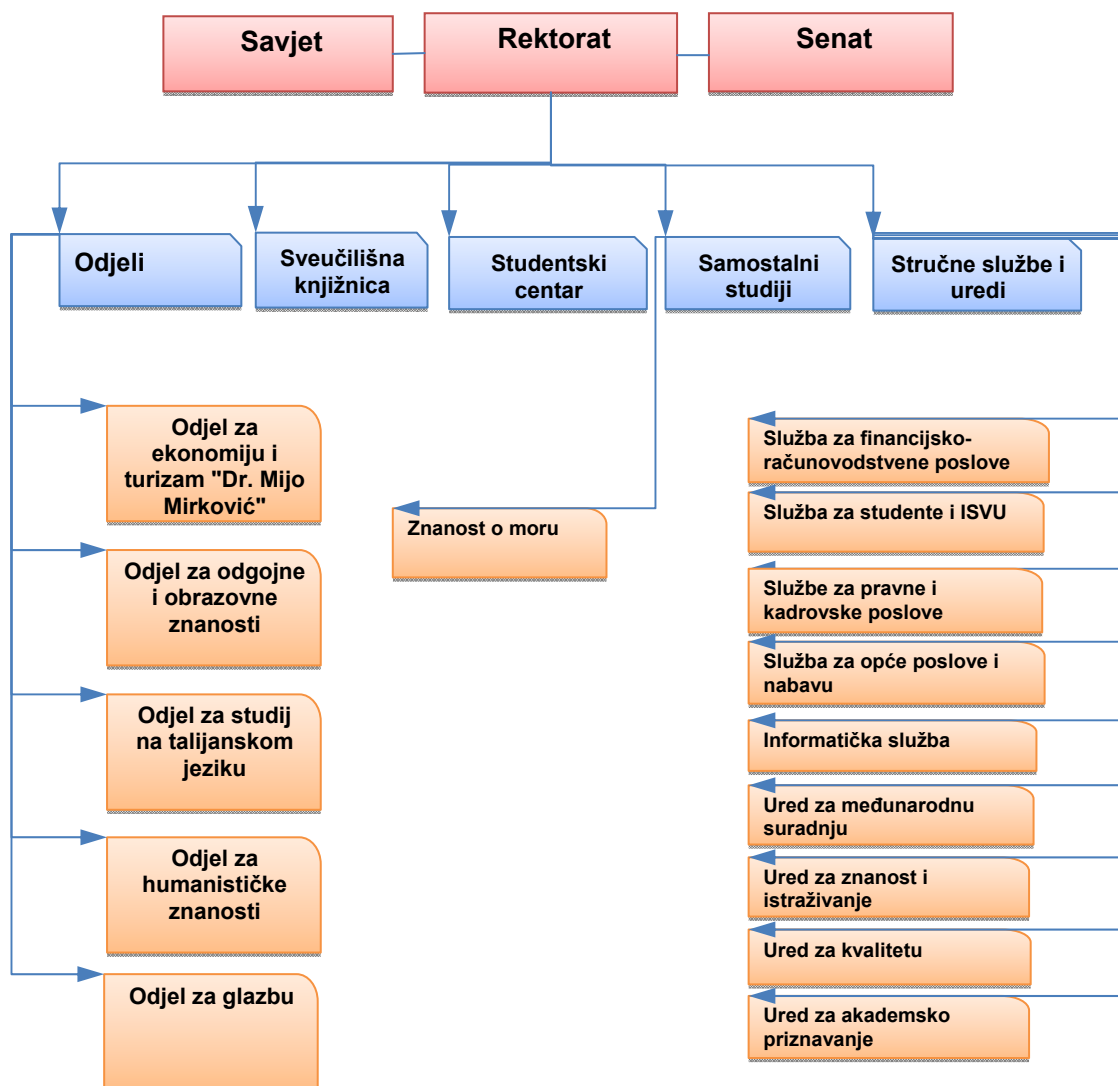 Savjet
Rektorat
Senat
Odjeli
Sveučilišna
knjižnica
Studentski
centar
Samostalni
studiji
Stručne službe i
uredi
Odjel za
ekonomiju i
turizam "Dr. Mijo
Mirković"
Odjel za odgojne
i obrazovne
znanosti
Odjel za studij
na talijanskom
jeziku
Odjel za
humanističke
znanosti
Odjel za glazbu
Znanost o moru
Služba za financijsko-
računovodstvene poslove
Služba za studente i ISVU
Službe za pravne i
kadrovske poslove
Služba za opće poslove i
nabavu
Informatička služba
Ured za međunarodnu
suradnju
Ured za znanost i
istraživanje
Ured za kvalitetu
Ured za akademsko
priznavanje